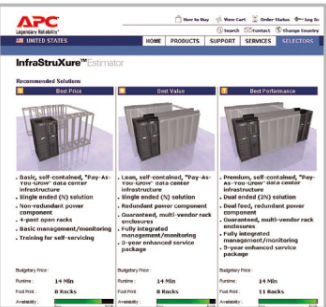 APC
Legendary Reliability®
How to Buy View Cart Order Status Log In
Search Contact Change Country
UNITED STATES
HOME PRODUCTS SUPPORT SERVICES SELECTORS
InfraStruXure™ Estimator
Recommended Solutions
Best Price
Best Value
Best Performance
Basic, self-contained, "Pay-As-You-Grow" data center infrastructure
Single ended (N) solution
Non-redundant power component
4-post open racks
Basic management/monitoring
Training for self-servicing
Lean, self-contained, "Pay-As-You-Grow" data center infrastructure
Single ended (N) solution
Redundant power component
Guaranteed, multi-vendor rack enclosures
Fully integrated management/monitoring
3-year enhanced service package
Premium, self-contained, "Pay-As-You-Grow" data center infrastructure
Dual ended (2N) solution
Dual feed, redundant power component
Guaranteed, multi-vendor rack enclosures
Fully integrated management/monitoring
3-year enhanced service package
Budgetary Price :
Runtime : 14 Min
Foot Print : 8 Racks
Availability :
Budgetary Price :
Runtime : 14 Min
Foot Print : 8 Racks
Availability :
Budgetary Price :
Runtime : 14 Min
Foot Print : 11 Racks
Availability :